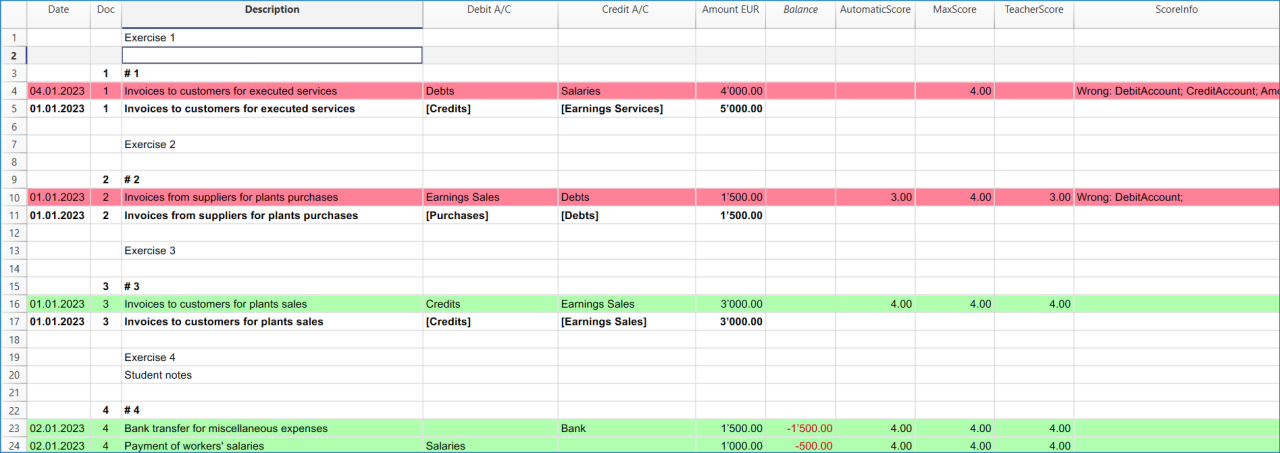 Date Doc Description Debit A/C Credit A/C Amount EUR Balance AutomaticScore MaxScore TeacherScore ScoreInfo
1 Exercise 1
2
3 1 # 1
4 04.01.2023 1 Invoices to customers for executed services Debts Salaries 4'000.00 4.00 Wrong: DebitAccount; CreditAccount; Amo
5 01.01.2023 1 Invoices to customers for executed services [Credits] [Earnings Services] 5'000.00
6
7 Exercise 2
8
9 2 # 2
10 01.01.2023 2 Invoices from suppliers for plants purchases Earnings Sales Debts 1'500.00 3.00 4.00 3.00 Wrong: DebitAccount;
11 01.01.2023 2 Invoices from suppliers for plants purchases [Purchases] [Debts] 1'500.00
12
13 Exercise 3
14
15 3 # 3
16 01.01.2023 3 Invoices to customers for plants sales Credits Earnings Sales 3'000.00 4.00 4.00 4.00
17 01.01.2023 3 Invoices to customers for plants sales [Credits] [Earnings Sales] 3'000.00
18
19 Exercise 4
20 Student notes
21
22 4 # 4
23 02.01.2023 4 Bank transfer for miscellaneous expenses Bank 1'500.00 -1'500.00 4.00 4.00 4.00
24 02.01.2023 4 Payment of workers' salaries Salaries 1'000.00 -500.00 4.00 4.00 4.00